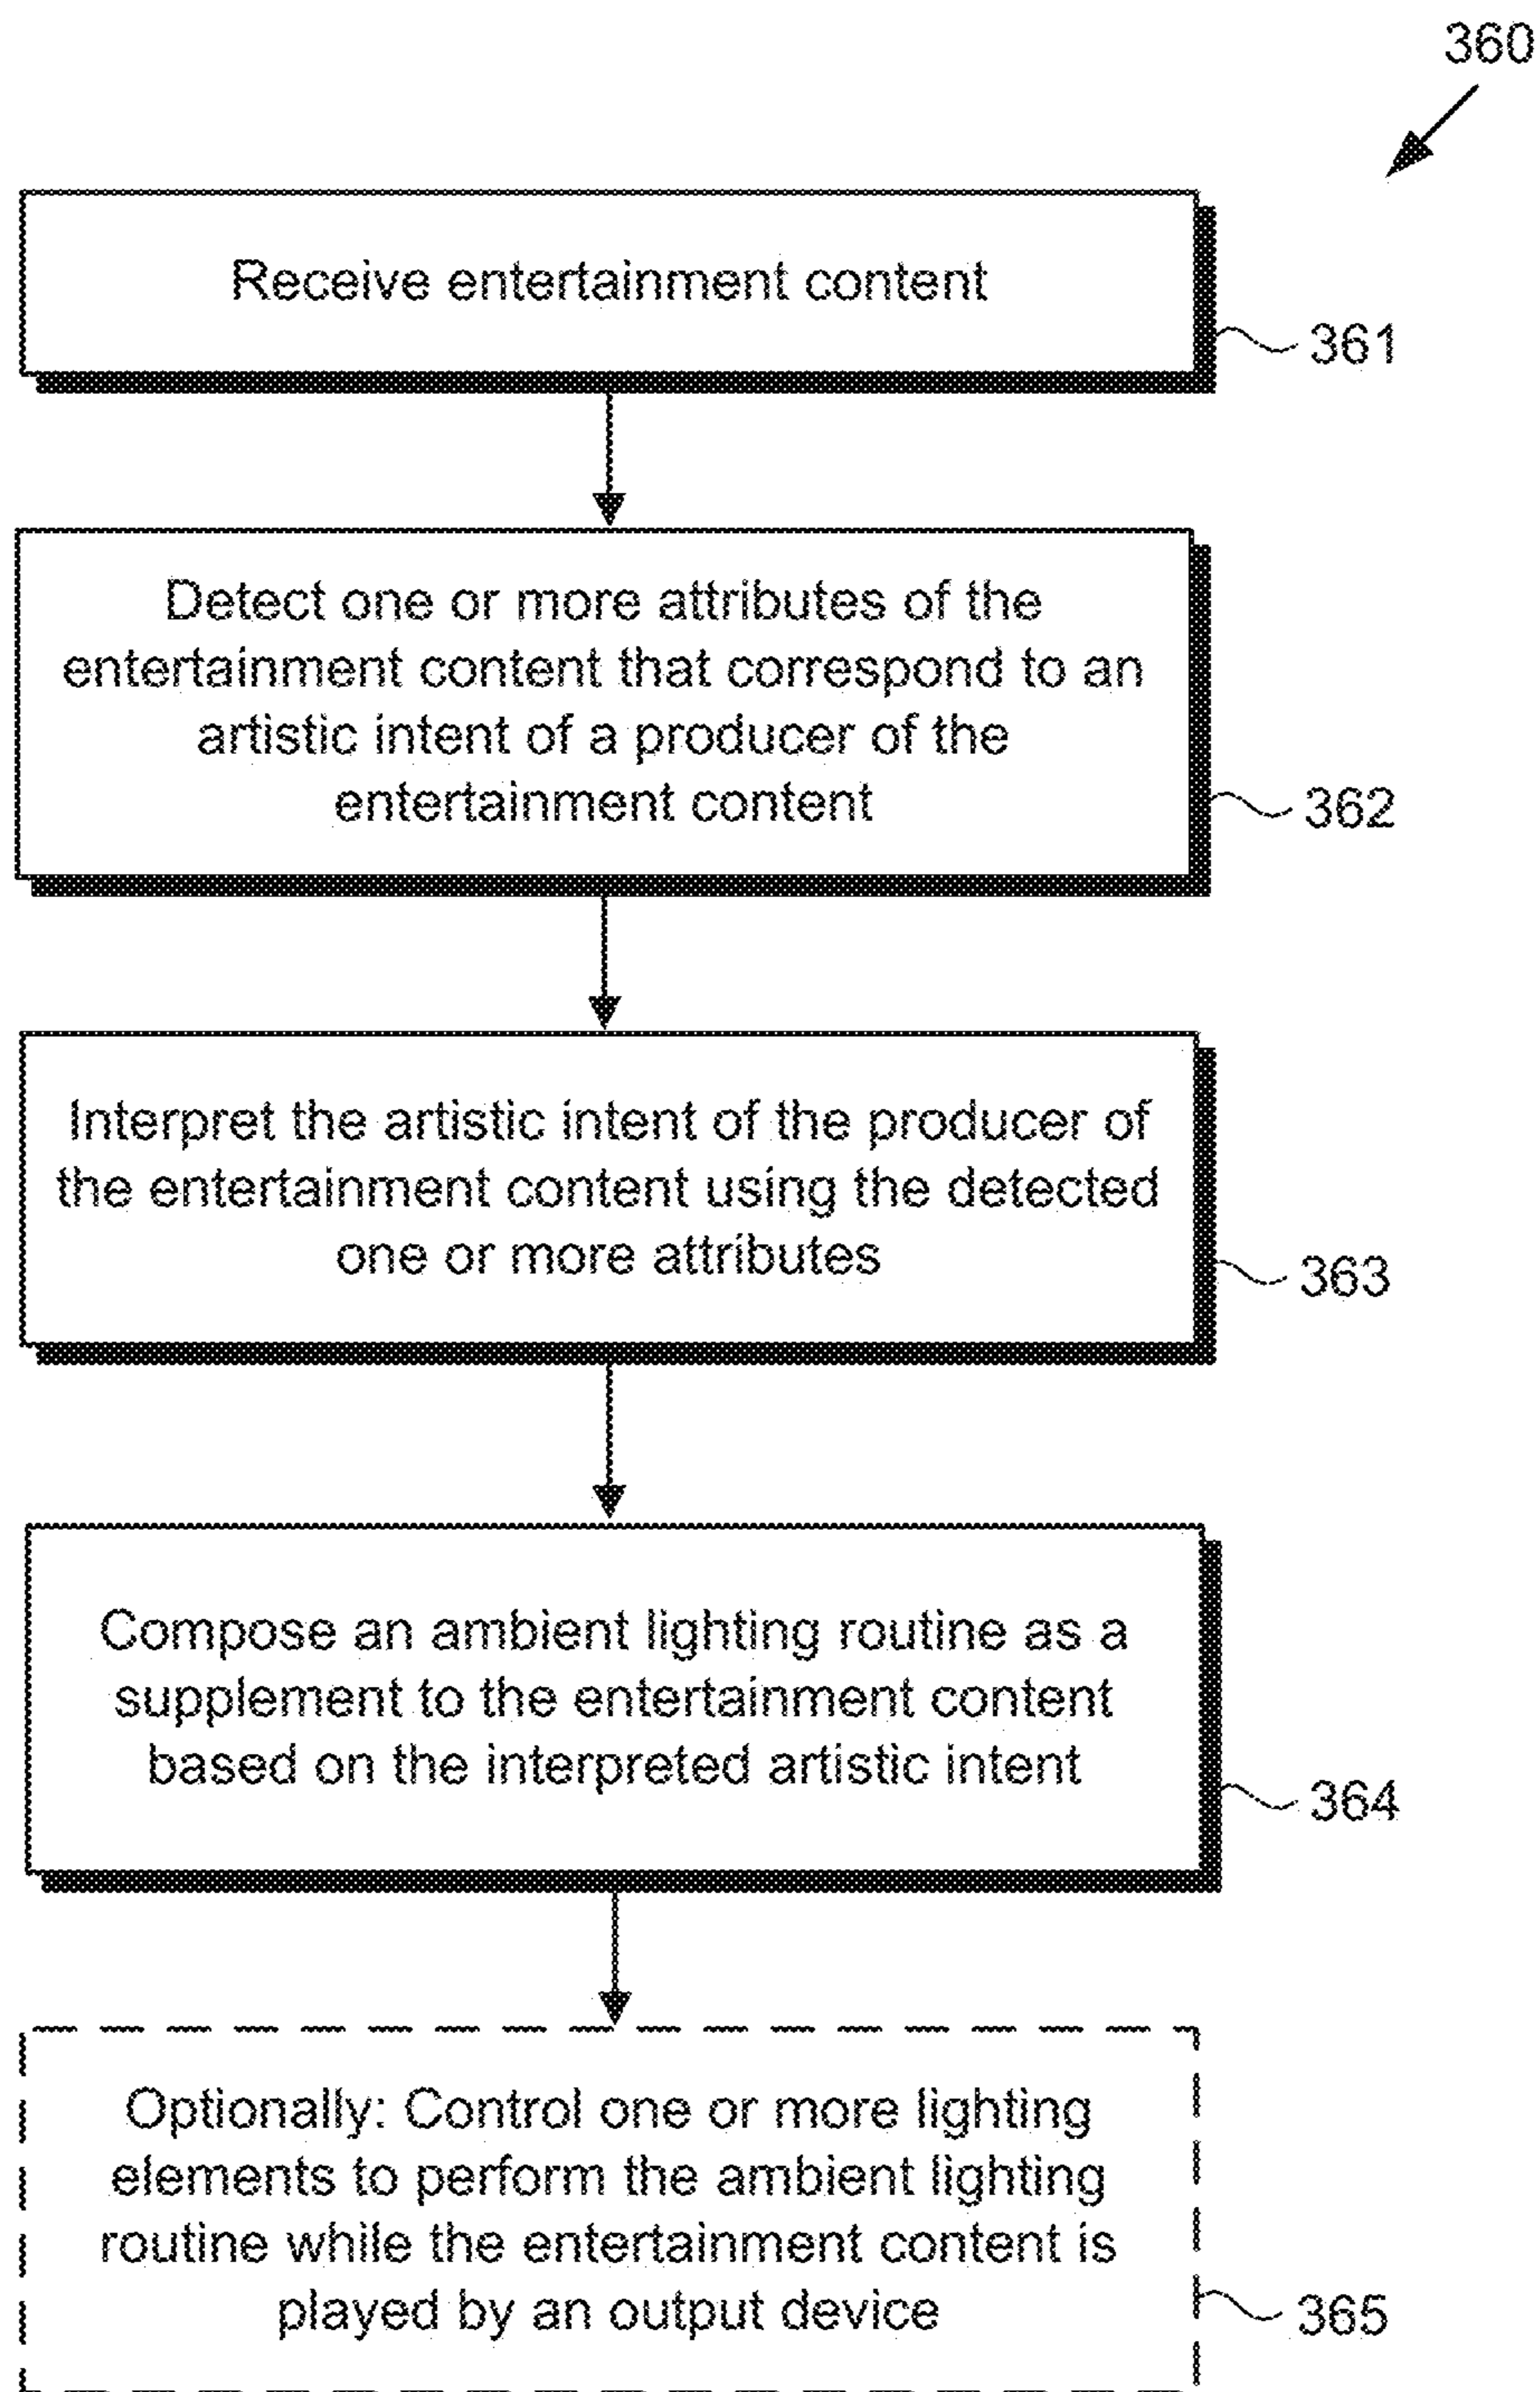 360
Receive entertainment content
361
Detect one or more attributes of the
entertainment content that correspond to an
artistic intent of a producer of the
entertainment content
362
Interpret the artistic intent of the producer of
the entertainment content using the detected
one or more attributes
363
Compose an ambient lighting routine as a
supplement to the entertainment content
based on the interpreted artistic intent
364
Optionally: Control one or more lighting
elements to perform the ambient lighting
routine while the entertainment content is
played by an output device
365